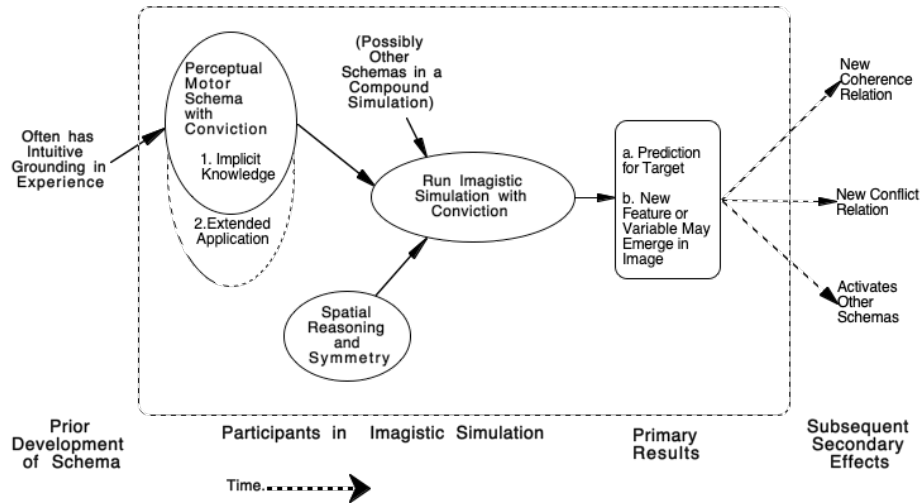 Often has
Intuitive
Grounding in
Experience
Perceptual
Motor
Schema
with
Conviction
1. Implicit
Knowledge
2.Extended
Application
(Possibly
Other
Schemas in a
Compound
Simulation)
Run Imagistic
Simulation with
Conviction
Spatial
Reasoning
and
Symmetry
a. Prediction
for Target
b. New
Feature or
Variable May
Emerge in
Image
New
Coherence
Relation
New Conflict
Relation
Activates
Other
Schemas
Prior
Development
of Schema
Participants in Imagistic Simulation
Primary
Results
Subsequent
Secondary
Effects
Time